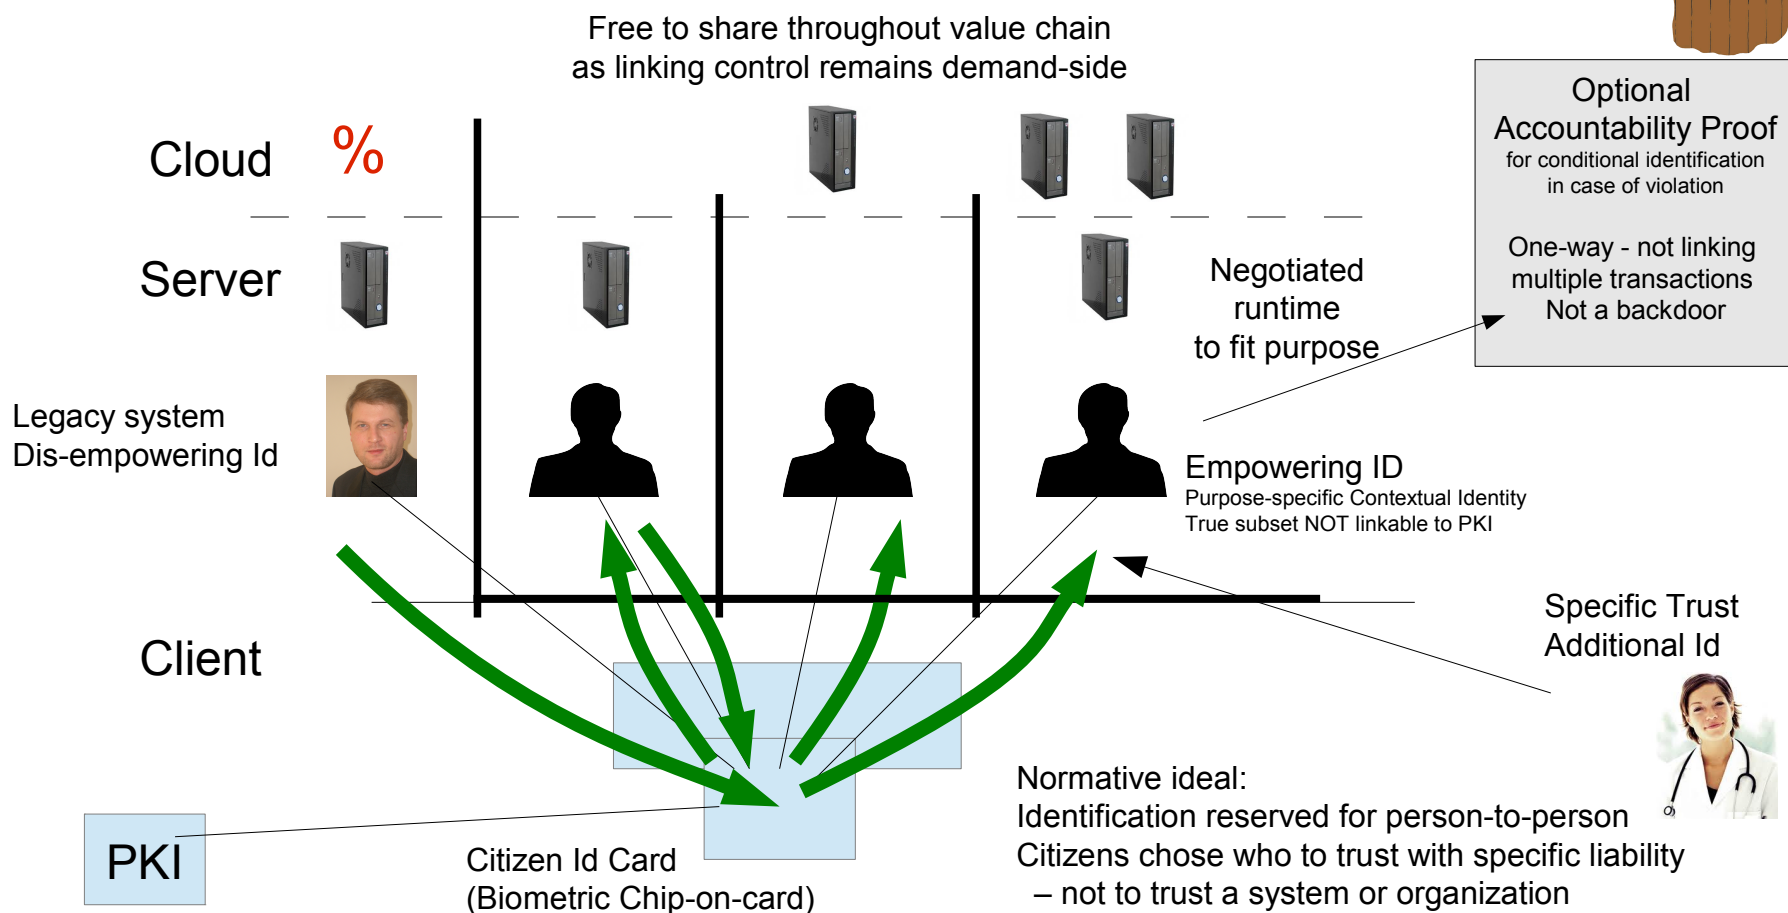 Free to share throughout value chain
as linking control remains demand-side
Optional
Accountability Proof
for conditional identification
in case of violation
One-way - not linking
multiple transactions
Not a backdoor
Cloud
%
Server
Negotiated
runtime
to fit purpose
Legacy system
Dis-empowering Id
Empowering ID
Purpose-specific Contextual Identity
True subset NOT linkable to PKI
Specific Trust
Additional Id
Client
Normative ideal:
Identification reserved for person-to-person
Citizens chose who to trust with specific liability
– not to trust a system or organization
PKI
Citizen Id Card
(Biometric Chip-on-card)